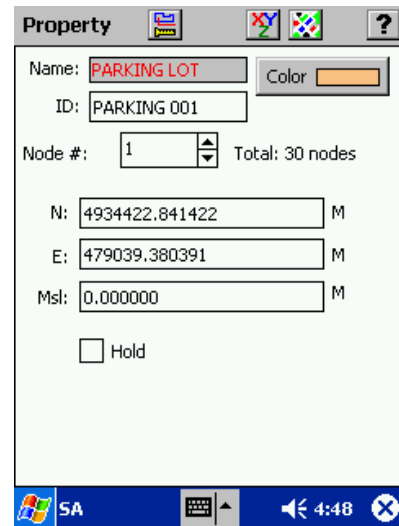 Property ?
XYZ
Name: PARKING LOT Color
ID: PARKING 001
Node #: 1 Total: 30 nodes
N: 4934422.841422 M
E: 479039.380391 M
Msl: 0.000000 M
Hold
SA 4:48